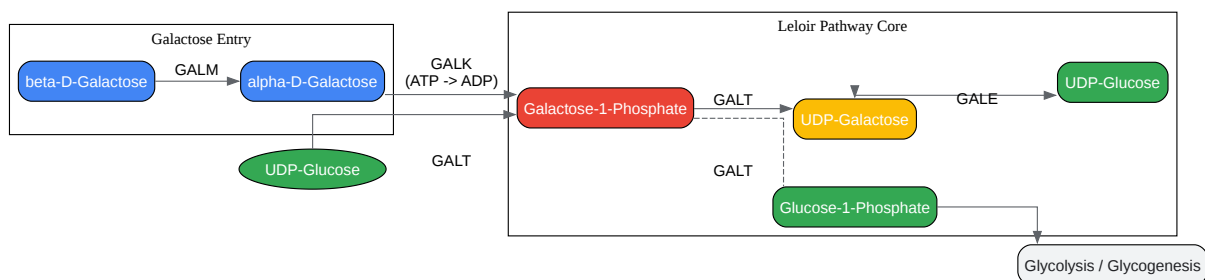 Leloir Pathway Core
Galactose Entry
beta-D-Galactose
GALM
alpha-D-Galactose
GALK
(ATP -> ADP)
Galactose-1-Phosphate
GALT
UDP-Galactose
GALE
UDP-Glucose
UDP-Glucose
GALT
GALT
Glucose-1-Phosphate
Glycolysis / Glycogenesis